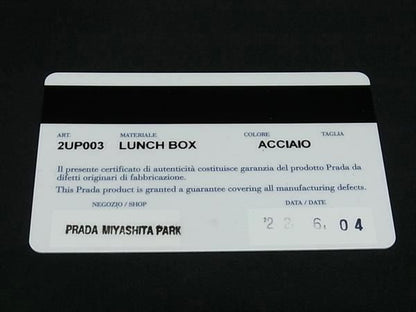 ART. MATERIALE COLORE TAGLIA
2UP003 LUNCH BOX ACCIAIO
Il presente certificato di autenticità costituisce garanzia del prodotto Prada da
difetti originari di fabbricazione.
This Prada product is granted a guarantee covering all manufacturing defects.
NEGOZIO / SHOP DATA / DATE
PRADA MIYASHITA PARK '2 6, 04